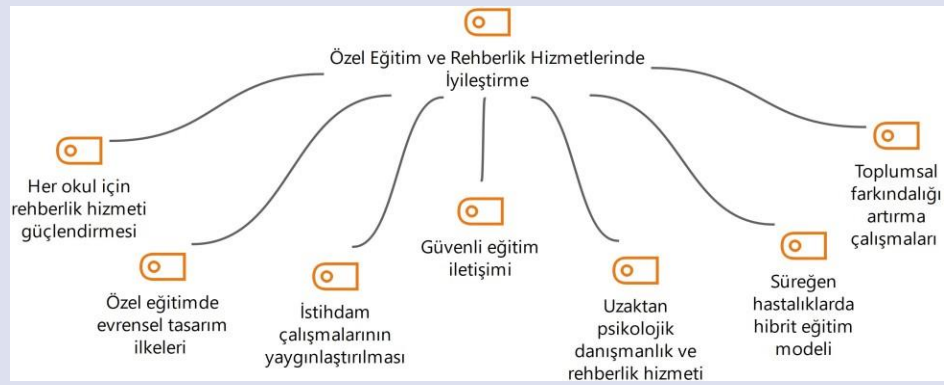 Özel Eğitim ve Rehberlik Hizmetlerinde
İyileştirme
Her okul için
rehberlik hizmeti
güçlendirmesi
Özel eğitimde
evrensel tasarım
ilkeleri
İstihdam
çalışmalarının
yaygınlaştırılması
Güvenli eğitim
iletişimi
Uzaktan
psikolojik
danışmanlık ve
rehberlik hizmeti
Süreğen
hastalıklarda
hibrit eğitim
modeli
Toplumsal
farkındalığı
artırma
çalışmaları